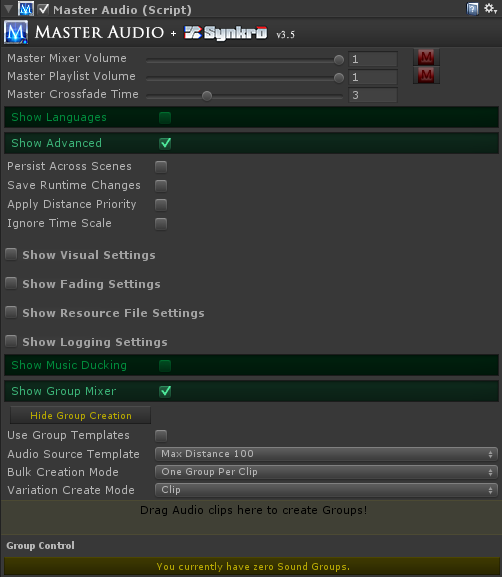 Master Audio (Script)
MASTER AUDIO + Synkro v3.5
Master Mixer Volume 1 M
Master Playlist Volume 1 M
Master Crossfade Time 3
Show Languages
Show Advanced
Persist Across Scenes
Save Runtime Changes
Apply Distance Priority
Ignore Time Scale
Show Visual Settings
Show Fading Settings
Show Resource File Settings
Show Logging Settings
Show Music Ducking
Show Group Mixer
Hide Group Creation
Use Group Templates
Audio Source Template Max Distance 100
Bulk Creation Mode One Group Per Clip
Variation Create Mode Clip
Drag Audio clips here to create Groups!
Group Control
You currently have zero Sound Groups.